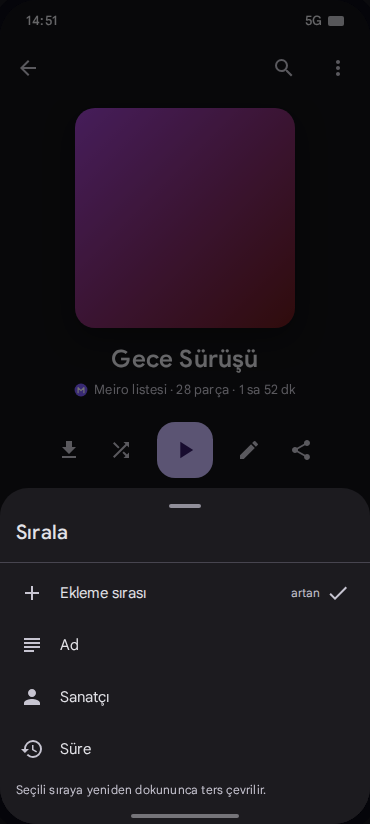 14:51
5G
Gece Sürüşü
Meiro listesi · 28 parça · 1 sa 52 dk
Sırala
Ekleme sırası
artan
Ad
Sanatçı
Süre
Seçili sıraya yeniden dokununca ters çevrilir.